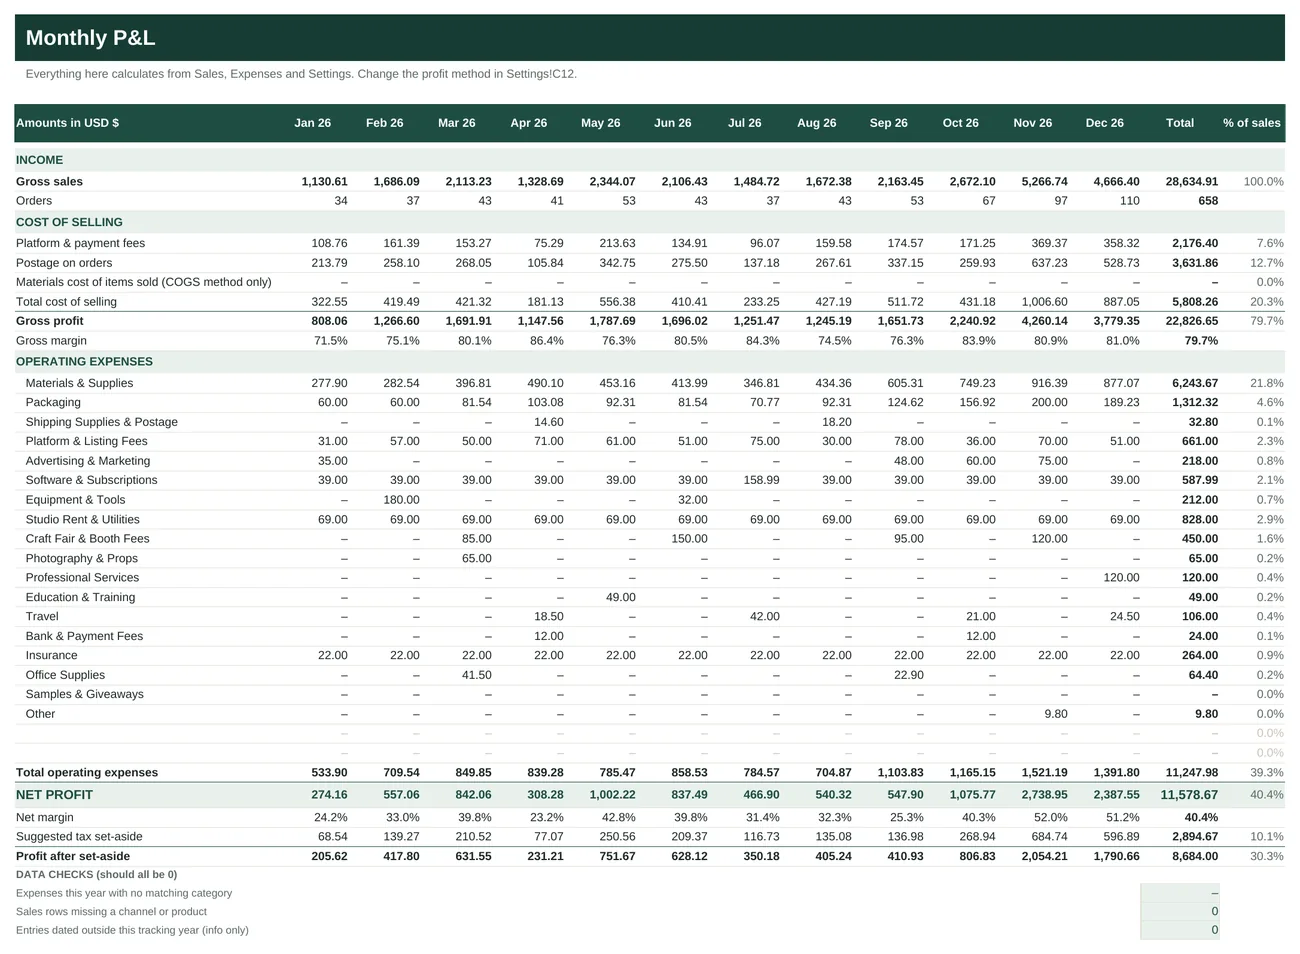 Monthly P&L
Everything here calculates from Sales, Expenses and Settings. Change the profit method in Settings!C12.
Amounts in USD $ Jan 26 Feb 26 Mar 26 Apr 26 May 26 Jun 26 Jul 26 Aug 26 Sep 26 Oct 26 Nov 26 Dec 26 Total % of sales
INCOME
Gross sales 1,130.61 1,686.09 2,113.23 1,328.69 2,344.07 2,106.43 1,484.72 1,672.38 2,163.45 2,672.10 5,266.74 4,666.40 28,634.91 100.0%
Orders 34 37 43 41 53 43 37 43 53 67 97 110 658
COST OF SELLING
Platform & payment fees 108.76 161.39 153.27 75.29 213.63 134.91 96.07 159.58 174.57 171.25 369.37 358.32 2,176.40 7.6%
Postage on orders 213.79 258.10 268.05 105.84 342.75 275.50 137.18 267.61 337.15 259.93 637.23 528.73 3,631.86 12.7%
Materials cost of items sold (COGS method only) – – – – – – – – – – – – – 0.0%
Total cost of selling 322.55 419.49 421.32 181.13 556.38 410.41 233.25 427.19 511.72 431.18 1,006.60 887.05 5,808.26 20.3%
Gross profit 808.06 1,266.60 1,691.91 1,147.56 1,787.69 1,696.02 1,251.47 1,245.19 1,651.73 2,240.92 4,260.14 3,779.35 22,826.65 79.7%
Gross margin 71.5% 75.1% 80.1% 86.4% 76.3% 80.5% 84.3% 74.5% 76.3% 83.9% 80.9% 81.0% 79.7%
OPERATING EXPENSES
Materials & Supplies 277.90 282.54 396.81 490.10 453.16 413.99 346.81 434.36 605.31 749.23 916.39 877.07 6,243.67 21.8%
Packaging 60.00 60.00 81.54 103.08 92.31 81.54 70.77 92.31 124.62 156.92 200.00 189.23 1,312.32 4.6%
Shipping Supplies & Postage – – – 14.60 – – – 18.20 – – – – 32.80 0.1%
Platform & Listing Fees 31.00 57.00 50.00 71.00 61.00 51.00 75.00 30.00 78.00 36.00 70.00 51.00 661.00 2.3%
Advertising & Marketing 35.00 – – – – – – – 48.00 60.00 75.00 – 218.00 0.8%
Software & Subscriptions 39.00 39.00 39.00 39.00 39.00 39.00 158.99 39.00 39.00 39.00 39.00 39.00 587.99 2.1%
Equipment & Tools – 180.00 – – – 32.00 – – – – – – 212.00 0.7%
Studio Rent & Utilities 69.00 69.00 69.00 69.00 69.00 69.00 69.00 69.00 69.00 69.00 69.00 69.00 828.00 2.9%
Craft Fair & Booth Fees – – 85.00 – – 150.00 – – 95.00 – 120.00 – 450.00 1.6%
Photography & Props – – 65.00 – – – – – – – – – 65.00 0.2%
Professional Services – – – – – – – – – – – 120.00 120.00 0.4%
Education & Training – – – – 49.00 – – – – – – – 49.00 0.2%
Travel – – – 18.50 – – 42.00 – – 21.00 – 24.50 106.00 0.4%
Bank & Payment Fees – – – 12.00 – – – – – 12.00 – – 24.00 0.1%
Insurance 22.00 22.00 22.00 22.00 22.00 22.00 22.00 22.00 22.00 22.00 22.00 22.00 264.00 0.9%
Office Supplies – – 41.50 – – – – – 22.90 – – – 64.40 0.2%
Samples & Giveaways – – – – – – – – – – – – – 0.0%
Other – – – – – – – – – – 9.80 – 9.80 0.0%
– – – – – – – – – – – – – 0.0%
– – – – – – – – – – – – – 0.0%
Total operating expenses 533.90 709.54 849.85 839.28 785.47 858.53 784.57 704.87 1,103.83 1,165.15 1,521.19 1,391.80 11,247.98 39.3%
NET PROFIT 274.16 557.06 842.06 308.28 1,002.22 837.49 466.90 540.32 547.90 1,075.77 2,738.95 2,387.55 11,578.67 40.4%
Net margin 24.2% 33.0% 39.8% 23.2% 42.8% 39.8% 31.4% 32.3% 25.3% 40.3% 52.0% 51.2% 40.4%
Suggested tax set-aside 68.54 139.27 210.52 77.07 250.56 209.37 116.73 135.08 136.98 268.94 684.74 596.89 2,894.67 10.1%
Profit after set-aside 205.62 417.80 631.55 231.21 751.67 628.12 350.18 405.24 410.93 806.83 2,054.21 1,790.66 8,684.00 30.3%
DATA CHECKS (should all be 0)
Expenses this year with no matching category –
Sales rows missing a channel or product 0
Entries dated outside this tracking year (info only) 0